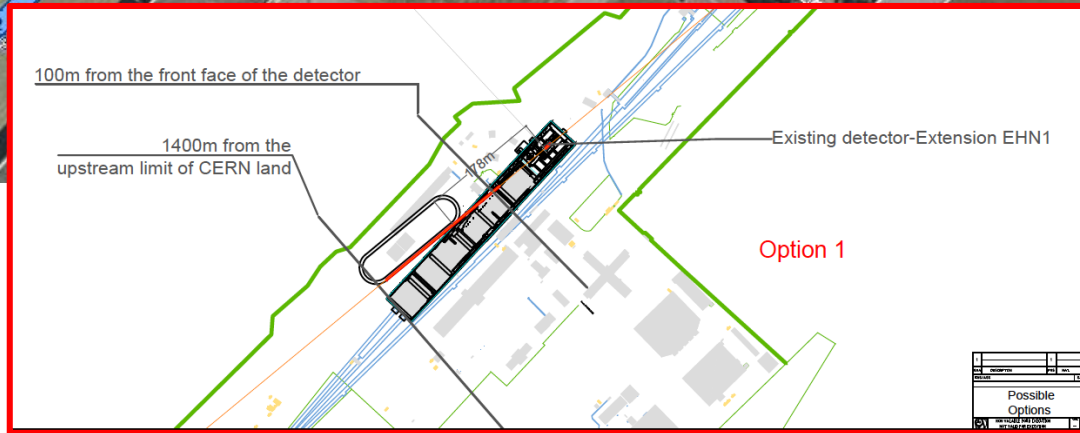 100m from the front face of the detector
1400m from the
upstream limit of CERN land
178m
Existing detector-Extension EHN1
Option 1
Possible
Options